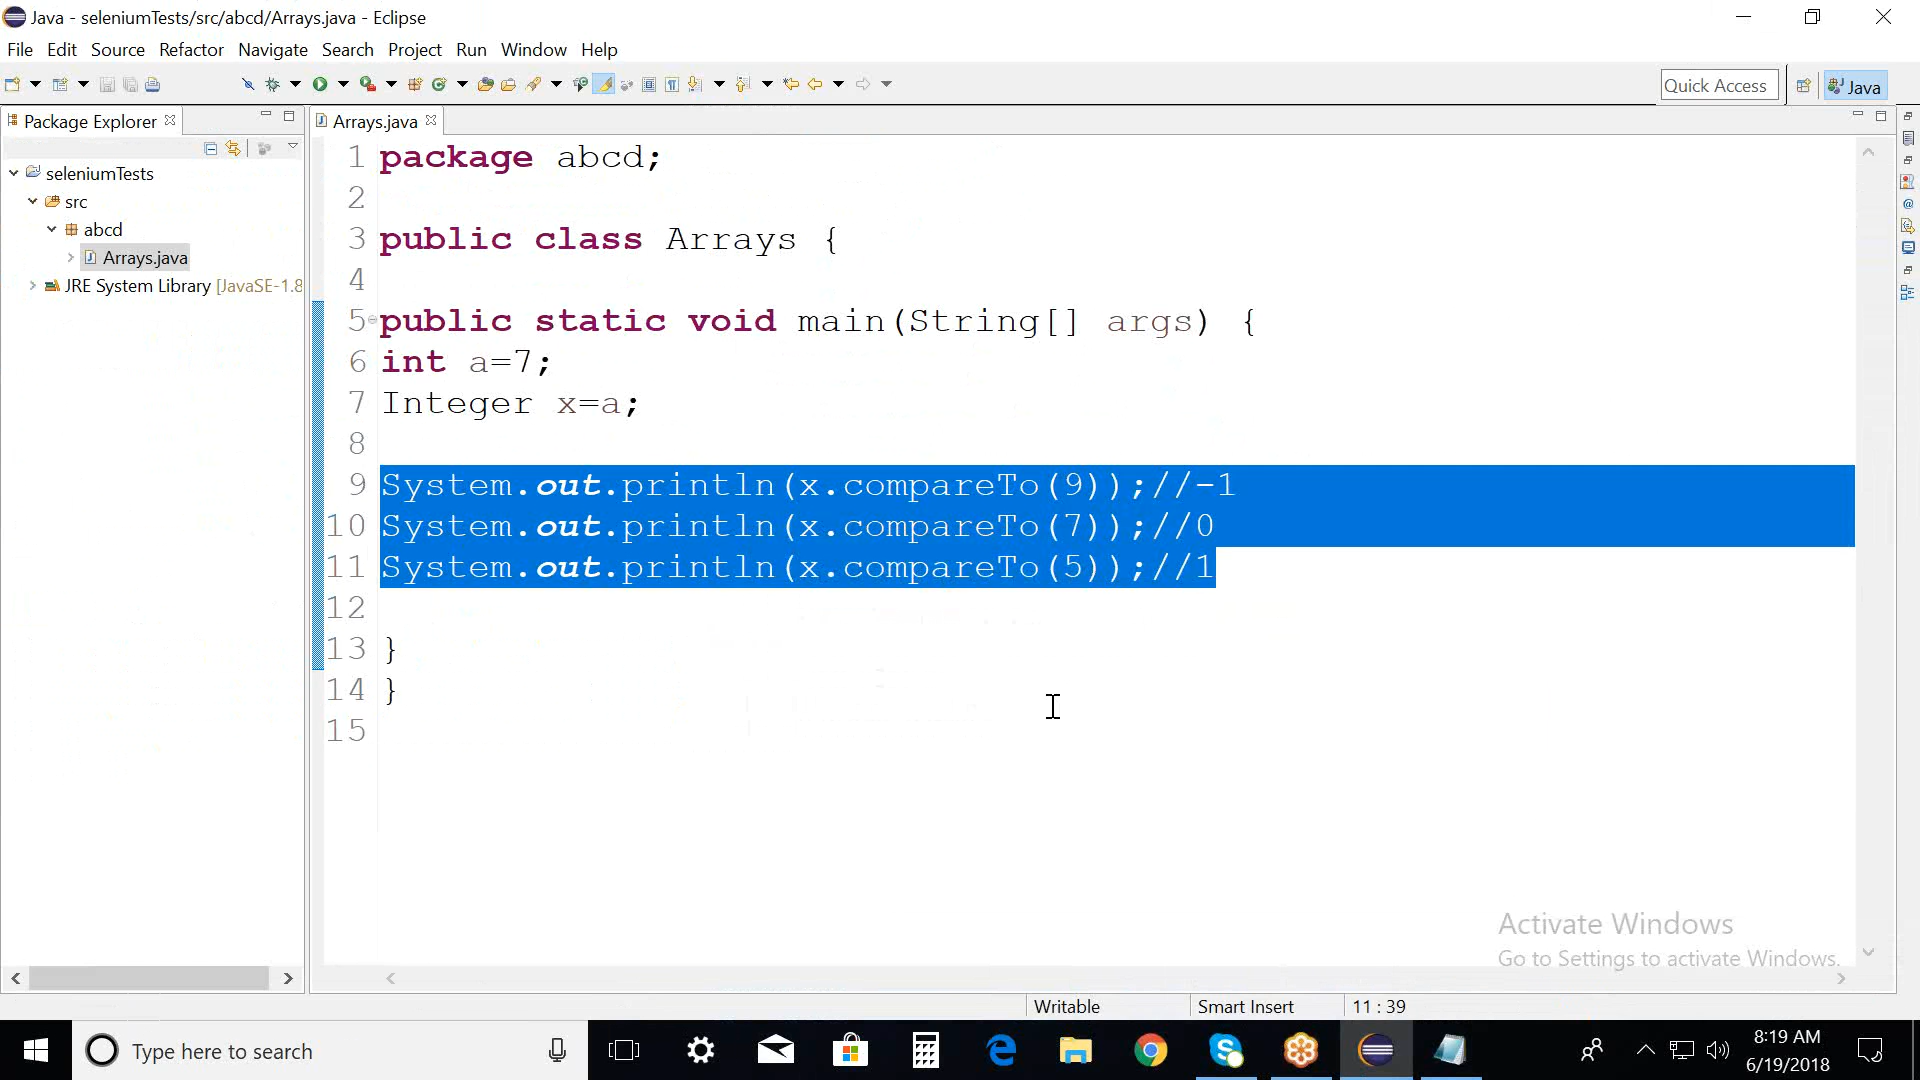 Java - seleniumTests/src/abcd/Arrays.java - Eclipse
File Edit Source Refactor Navigate Search Project Run Window Help
Quick Access
Java
Package Explorer
Arrays.java
seleniumTests
src
abcd
Arrays.java
JRE System Library [JavaSE-1.8
1 package abcd;
2
3 public class Arrays {
4
5 public static void main(String[] args) {
6 int a=7;
7 Integer x=a;
8
9 System.out.println(x.compareTo(9));//-1
10 System.out.println(x.compareTo(7));//0
11 System.out.println(x.compareTo(5));//1
12
13 }
14 }
15
Activate Windows
Go to Settings to activate Windows.
Writable
Smart Insert
11 : 39
Type here to search
8:19 AM
6/19/2018